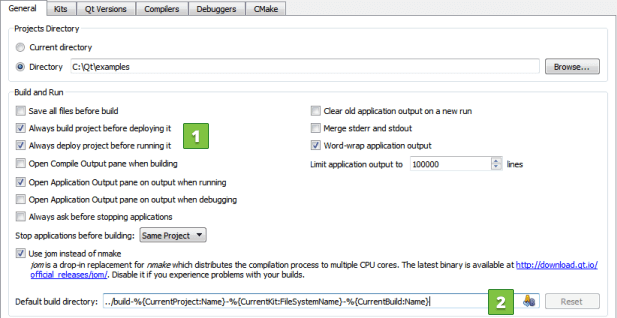 General Kits Qt Versions Compilers Debuggers CMake
Projects Directory
Current directory
Directory C:\Qt\examples Browse...
Build and Run
Save all files before build Clear old application output on a new run
Always build project before deploying it Merge stderr and stdout
1
Always deploy project before running it Word-wrap application output
Open Compile Output pane when building Limit application output to 100000 lines
Open Application Output pane on output when running
Open Application Output pane on output when debugging
Always ask before stopping applications
Stop applications before building: Same Project
Use jom instead of nmake
jom is a drop-in replacement for nmake which distributes the compilation process to multiple CPU cores. The latest binary is available at http://download.qt.io/
official_releases/jom/. Disable it if you experience problems with your builds.
Default build directory: ../build-%{CurrentProject:Name}-%{CurrentKit:FileSystemName}-%{CurrentBuild:Name} 2 Reset